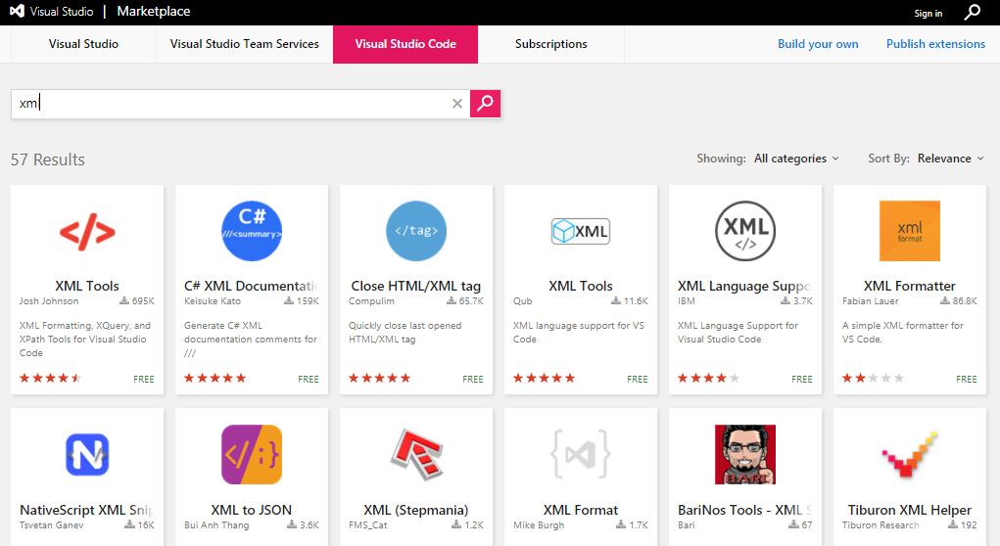 Visual Studio | Marketplace
Sign in
Visual Studio
Visual Studio Team Services
Visual Studio Code
Subscriptions
Build your own
Publish extensions
xml
57 Results
Showing: All categories
Sort By: Relevance
</>
C#
///<summary>
</tag>
XML
XML
</>
xml
format
XML Tools
Josh Johnson 695K
XML Formatting, XQuery, and
XPath Tools for Visual Studio
Code
FREE
C# XML Documentatio
Keisuke Kato 159K
Generate C# XML
documentation comments for
///
FREE
Close HTML/XML tag
Compulim 65.7K
Quickly close last opened
HTML/XML tag
FREE
XML Tools
Qub 11.6K
XML language support for VS
Code
FREE
XML Language Suppo
IBM 3.7K
XML Language Support for
Visual Studio Code
FREE
XML Formatter
Fabian Lauer 86.8K
A simple XML formatter for
VS Code.
FREE
N
</;}
{ }
BARI
NativeScript XML Snip
Tsvetan Ganev 16K
XML to JSON
Bui Anh Thang 3.6K
XML (Stepmania)
FMS_Cat 1.2K
XML Format
Mike Burgh 1.7K
BariNos Tools - XML S
Bari 67
Tiburon XML Helper
Tiburon Research 192